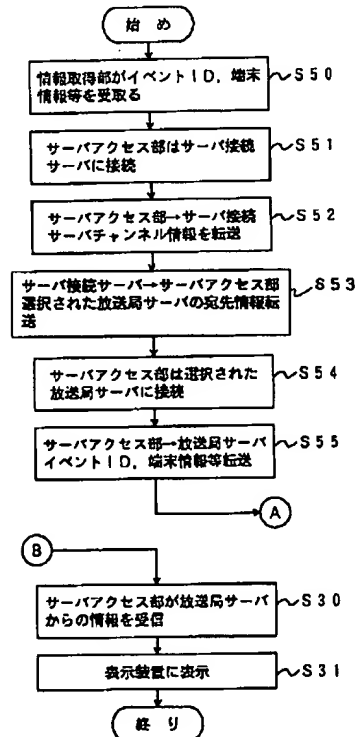 始め
情報取得部がイベントID，端末
情報等を受取る
S50
サーバアクセス部はサーバ接続
サーバに接続
S51
サーバアクセス部→サーバ接続
サーバチャンネル情報を転送
S52
サーバ接続サーバ→サーバアクセス部
選択された放送局サーバの宛先情報転
送
S53
サーバアクセス部は選択された
放送局サーバに接続
S54
サーバアクセス部→放送局サーバ
イベントID，端末情報等転送
S55
A
B
サーバアクセス部が放送局サーバ
からの情報を受信
S30
表示装置に表示
S31
終り